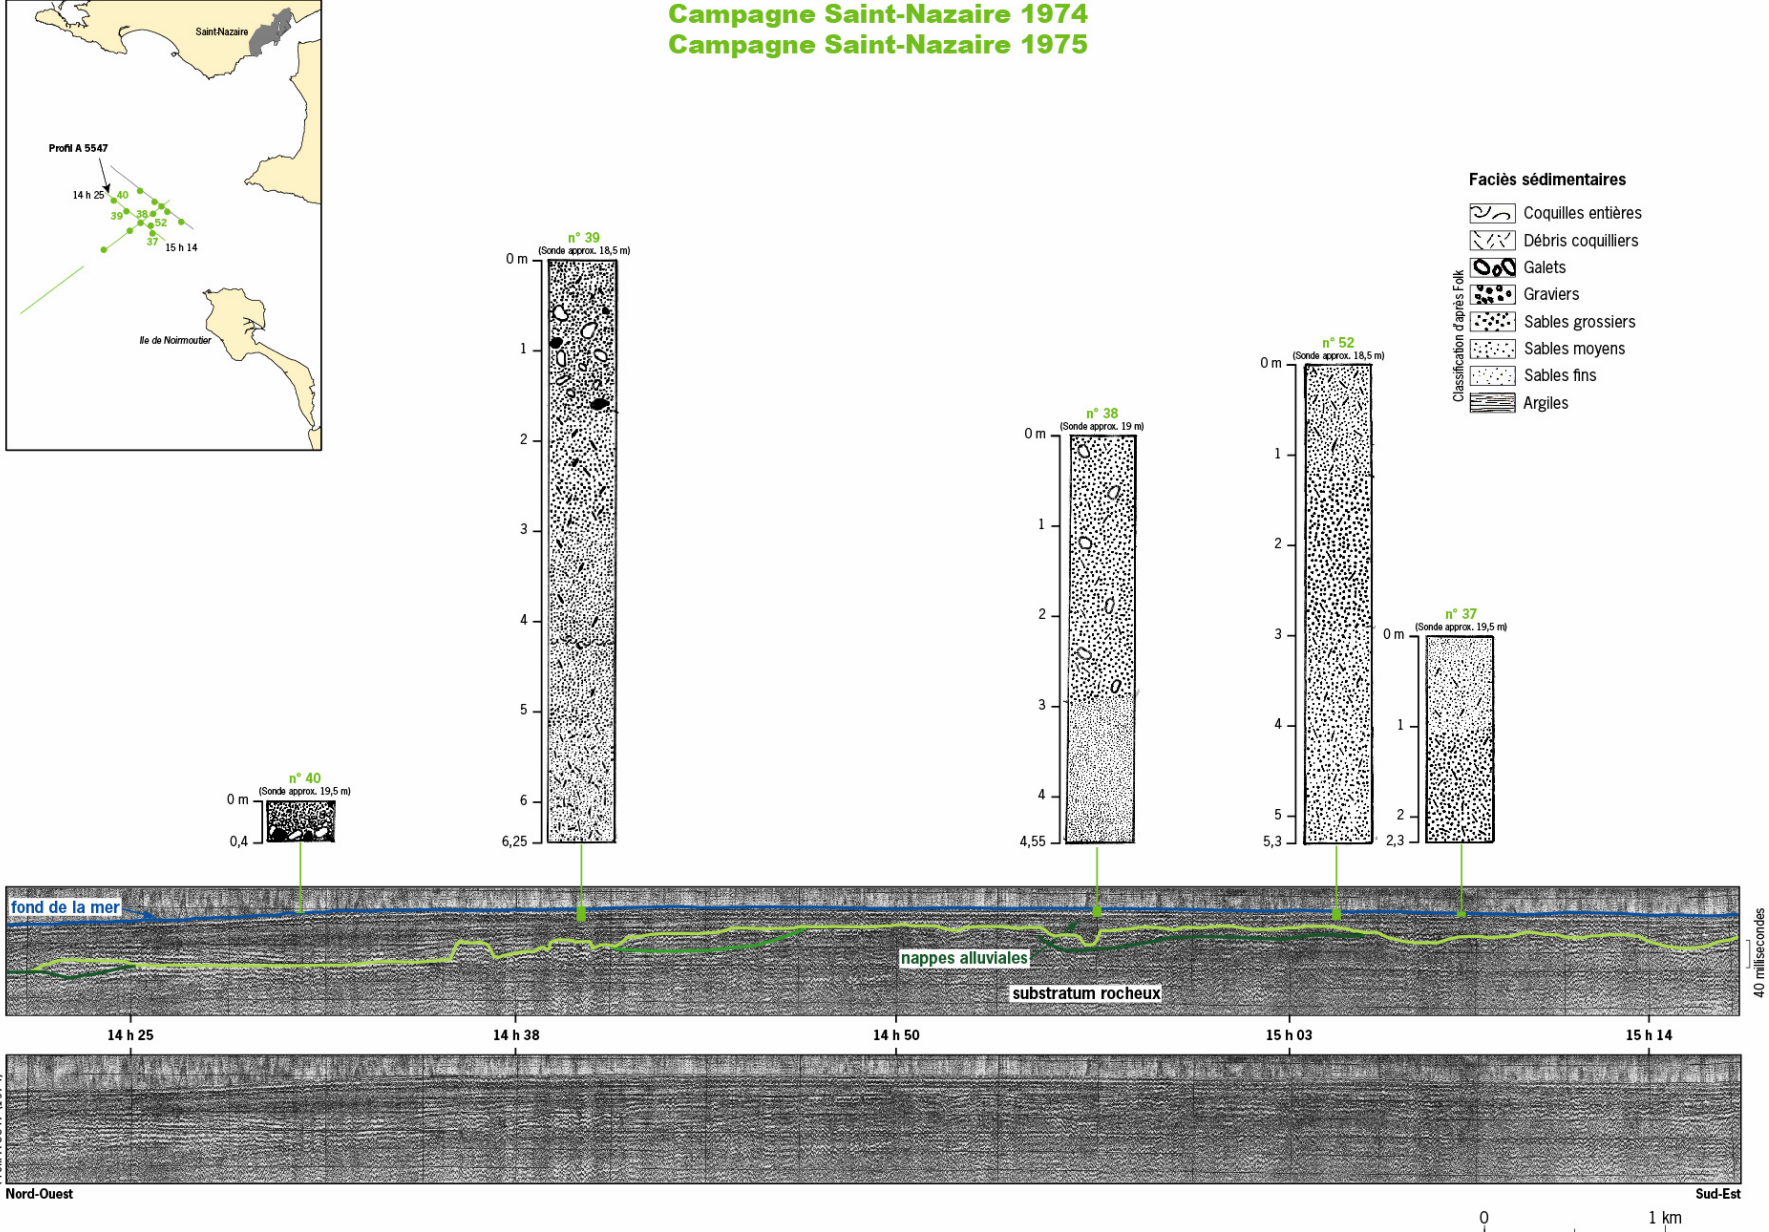 Campagne Saint-Nazaire 1974
Campagne Saint-Nazaire 1975
Saint-Nazaire
Profil A 5547
14 h 25
40
39
38
52
37
15 h 14
Ile de Noirmoutier
Faciès sédimentaires
Coquilles entières
Débris coquilliers
Galets
Graviers
Sables grossiers
Sables moyens
Sables fins
Argiles
Classification d'après Folk
n° 39
(Sonde approx. 18,5 m)
0 m
1
2
3
4
5
6
6,25
n° 52
(Sonde approx. 18,5 m)
0 m
1
2
3
4
5
5,3
n° 38
(Sonde approx. 19 m)
0 m
1
2
3
4
4,55
n° 37
(Sonde approx. 19,5 m)
0 m
1
2
2,3
n° 40
(Sonde approx. 19,5 m)
0 m
0,4
fond de la mer
nappes alluviales
substratum rocheux
40 millisecondes
14 h 25
14 h 38
14 h 50
15 h 03
15 h 14
Nord-Ouest
Sud-Est
0
1 km